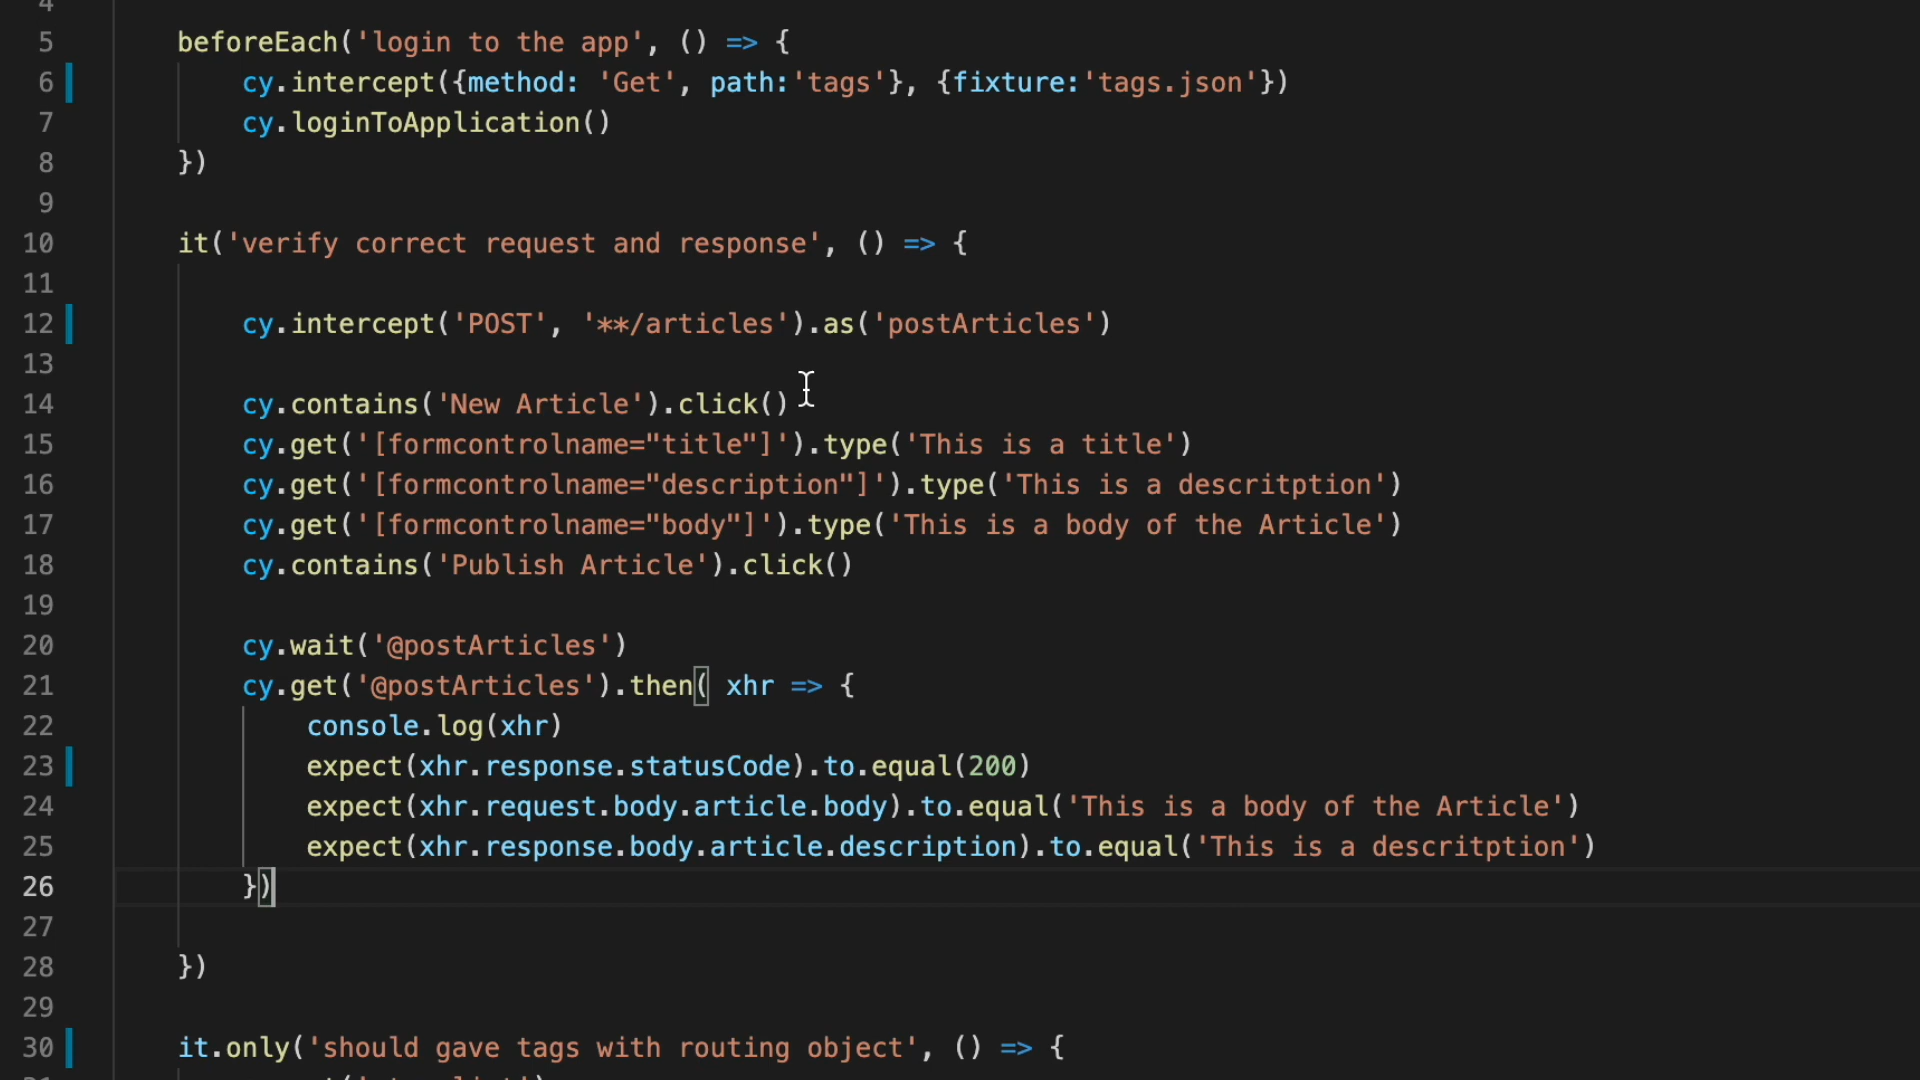 4
5 beforeEach('login to the app', () => {
6 cy.intercept({method: 'Get', path:'tags'}, {fixture:'tags.json'})
7 cy.loginToApplication()
8 })
9
10 it('verify correct request and response', () => {
11
12 cy.intercept('POST', '**/articles').as('postArticles')
13
14 cy.contains('New Article').click()
15 cy.get('[formcontrolname="title"]').type('This is a title')
16 cy.get('[formcontrolname="description"]').type('This is a descritption')
17 cy.get('[formcontrolname="body"]').type('This is a body of the Article')
18 cy.contains('Publish Article').click()
19
20 cy.wait('@postArticles')
21 cy.get('@postArticles').then( xhr => {
22 console.log(xhr)
23 expect(xhr.response.statusCode).to.equal(200)
24 expect(xhr.request.body.article.body).to.equal('This is a body of the Article')
25 expect(xhr.response.body.article.description).to.equal('This is a descritption')
26 })
27
28 })
29
30 it.only('should gave tags with routing object', () => {